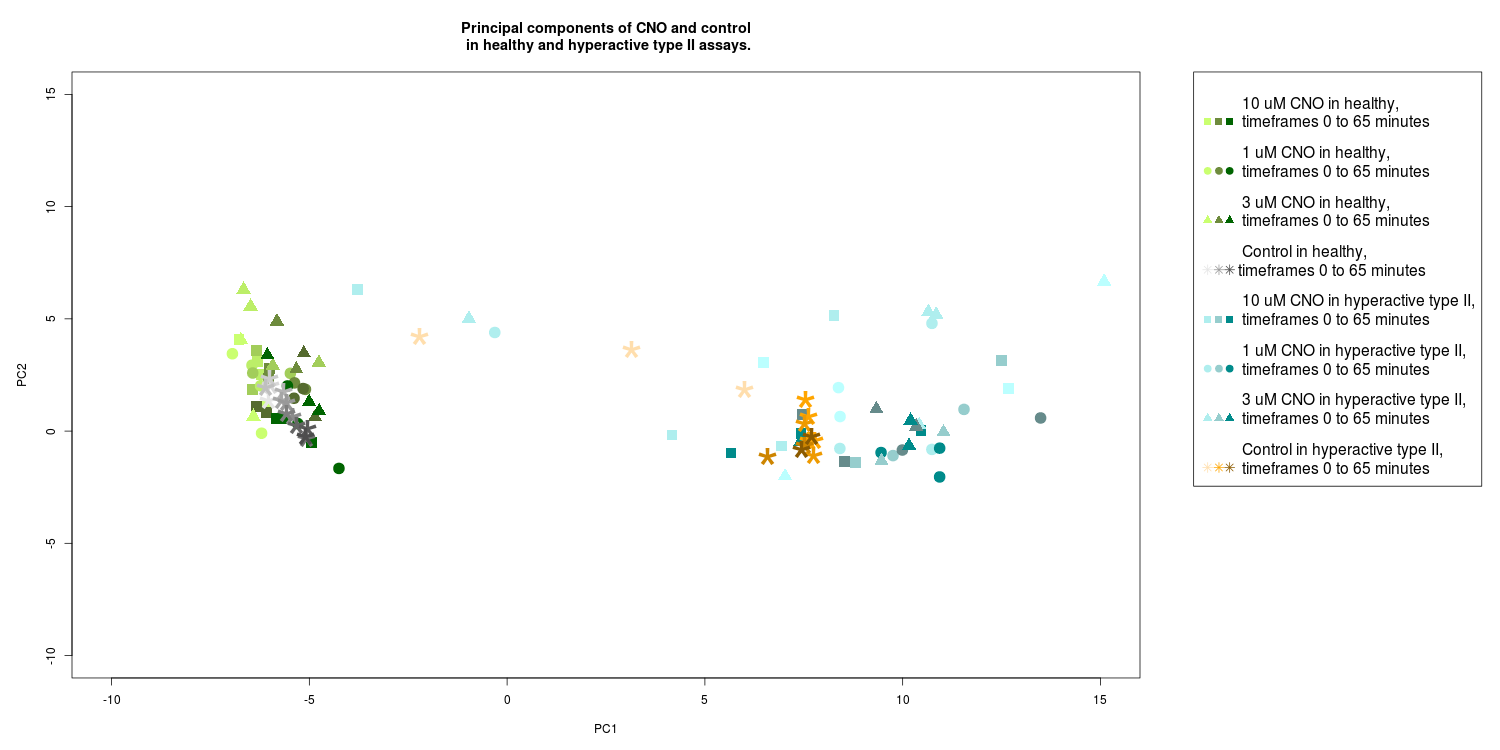 Principal components of CNO and control
in healthy and hyperactive type II assays.
15
10
5
0
-5
-10
PC2
-10
-5
0
5
10
15
PC1
10 uM CNO in healthy,
timeframes 0 to 65 minutes
1 uM CNO in healthy,
timeframes 0 to 65 minutes
3 uM CNO in healthy,
timeframes 0 to 65 minutes
Control in healthy,
timeframes 0 to 65 minutes
10 uM CNO in hyperactive type II,
timeframes 0 to 65 minutes
1 uM CNO in hyperactive type II,
timeframes 0 to 65 minutes
3 uM CNO in hyperactive type II,
timeframes 0 to 65 minutes
Control in hyperactive type II,
timeframes 0 to 65 minutes